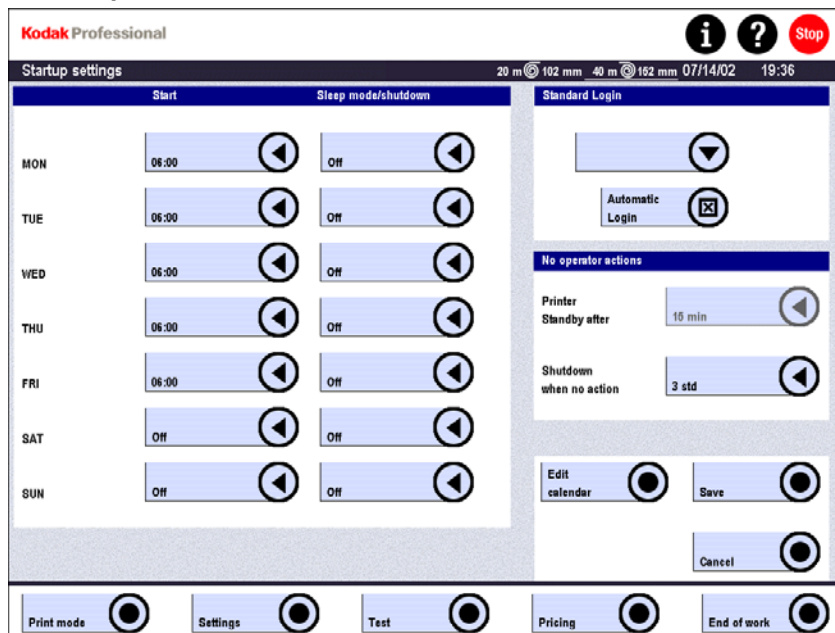 Kodak Professional
i ? Stop
Startup settings 20 m 102 mm 40 m 152 mm 07/14/02 19:36
Start Sleep mode/shutdown
MON 06:00 Off
TUE 06:00 Off
WED 06:00 Off
THU 06:00 Off
FRI 06:00 Off
SAT Off Off
SUN Off Off
Standard Login
Automatic
Login
No operator actions
Printer
Standby after 15 min
Shutdown
when no action 3 std
Edit
calendar Save
Cancel
Print mode Settings Test Pricing End of work